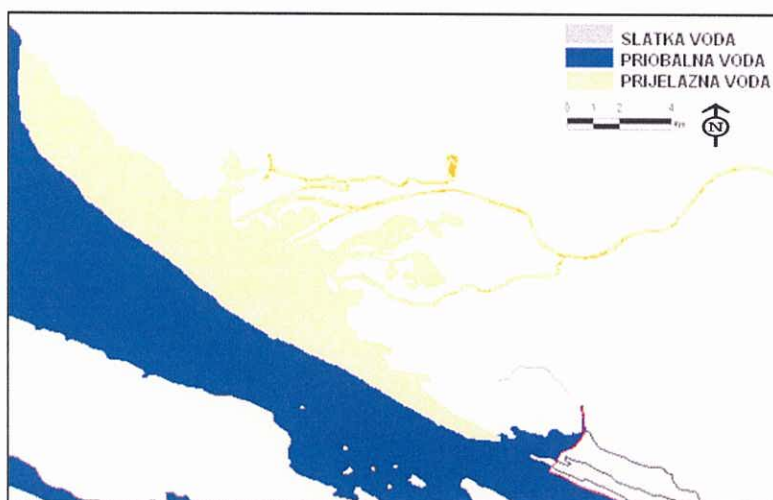 SLATKA VODA
PRIOBALNA VODA
PRIJELAZNA VODA
0 1 2 4
N